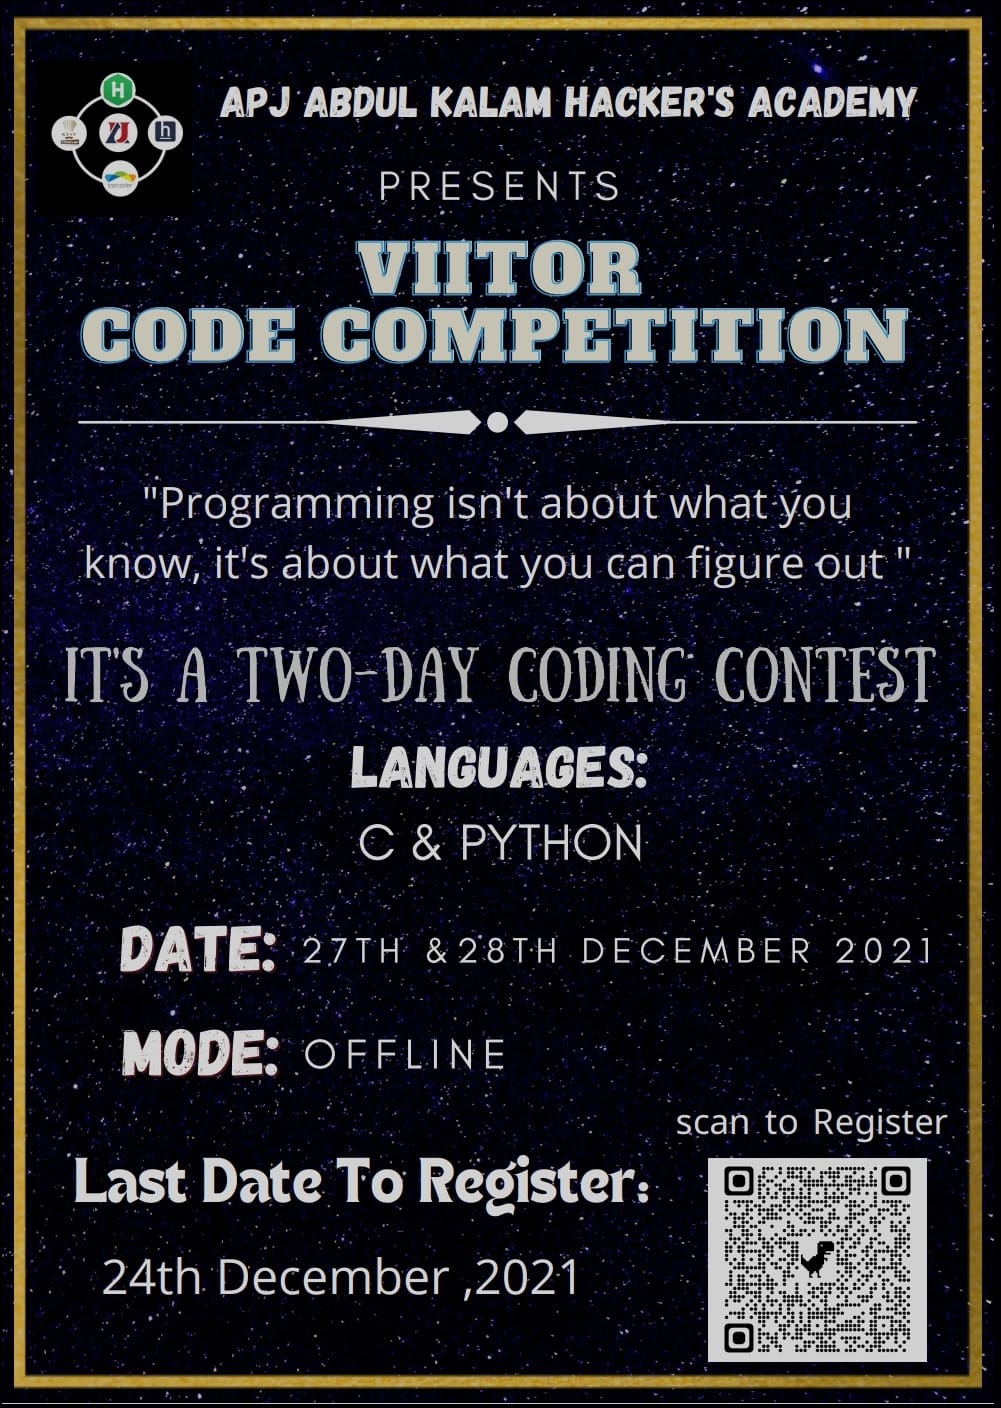 APJ ABDUL KALAM HACKER'S ACADEMY
PRESENTS
VIITOR
CODE COMPETITION
"Programming isn't about what you
know, it's about what you can figure out "
IT'S A TWO-DAY CODING CONTEST
LANGUAGES:
C & PYTHON
DATE: 27TH &28TH DECEMBER 2021
MODE: OFFLINE
scan to Register
Last Date To Register:
24th December ,2021
H
h
topcoder